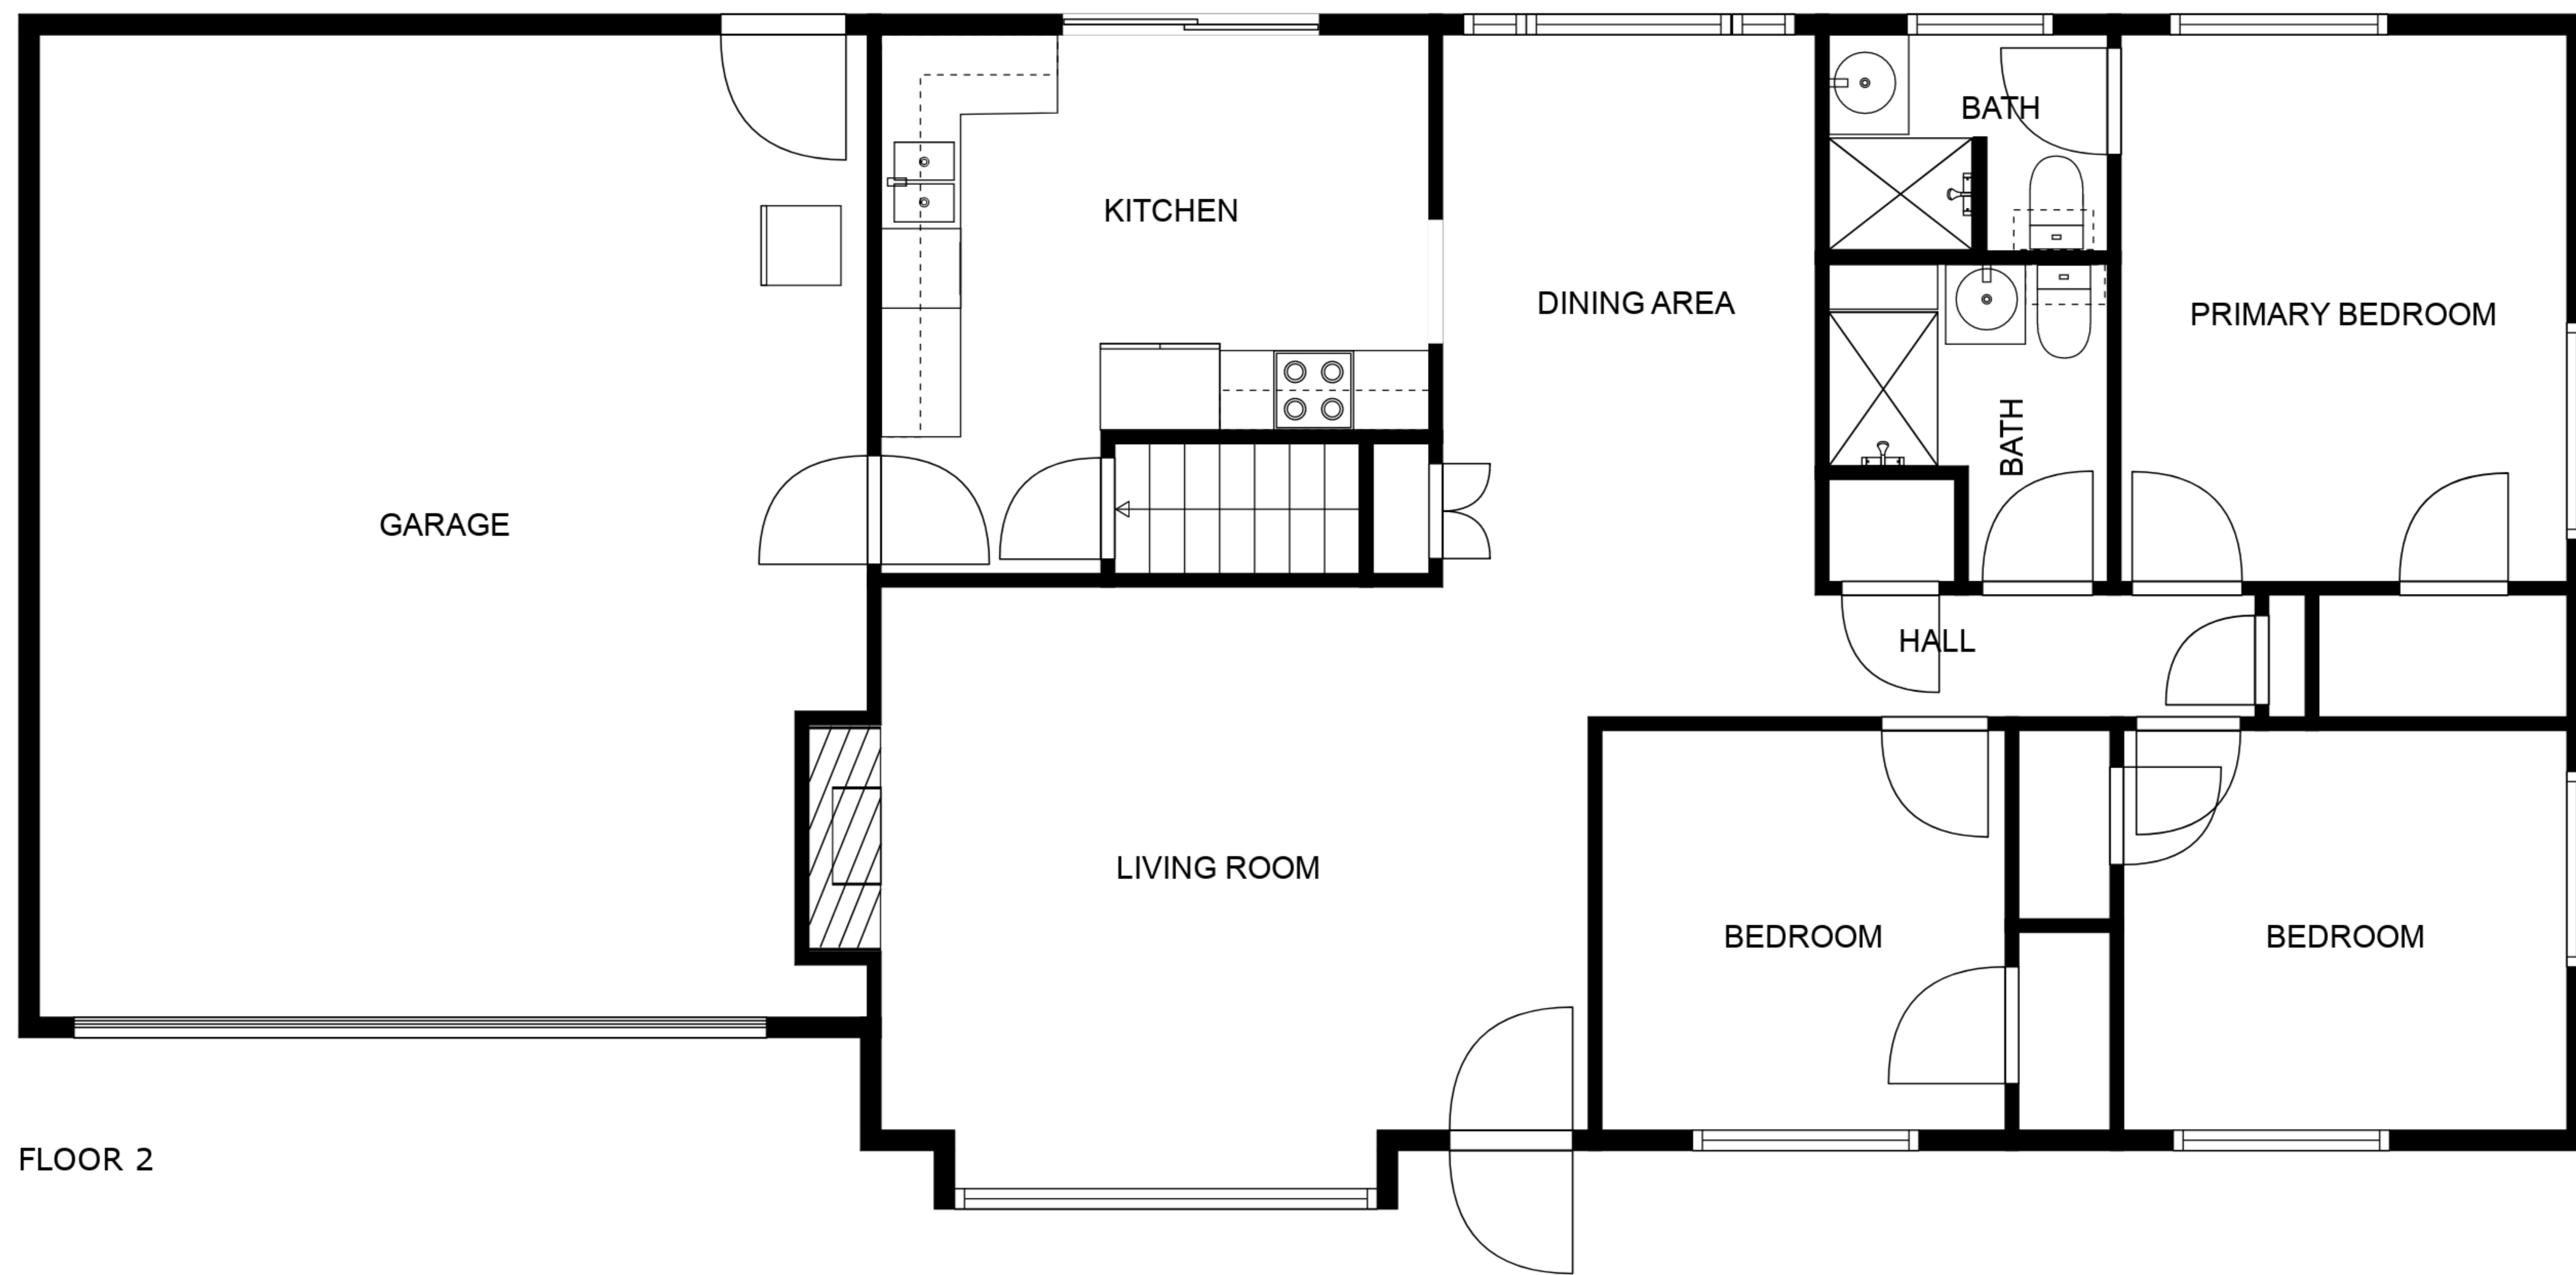 BATH
KITCHEN
DINING AREA
PRIMARY BEDROOM
BATH
GARAGE
HALL
LIVING ROOM
BEDROOM
BEDROOM
FLOOR 2